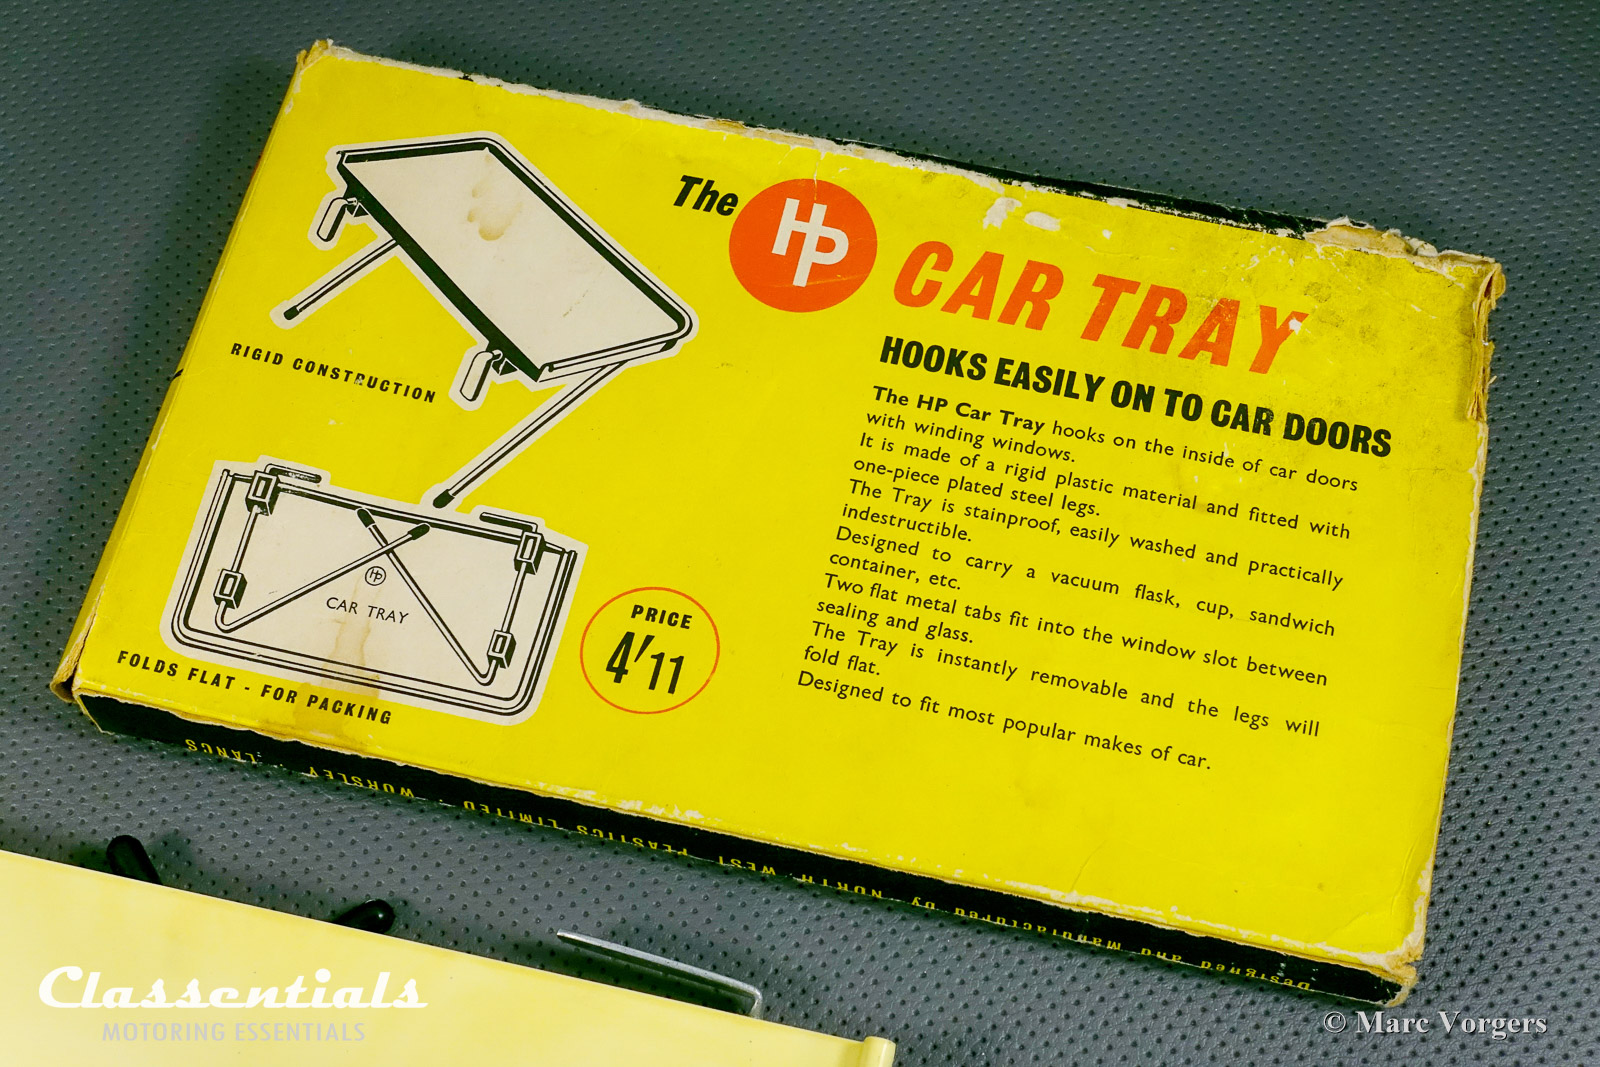 The HP CAR TRAY
HOOKS EASILY ON TO CAR DOORS
The HP Car Tray hooks on the inside of car doors
with winding windows.
It is made of a rigid plastic material and fitted with
one-piece plated steel legs.
The Tray is stainproof, easily washed and practically
indestructible.
Designed to carry a vacuum flask, cup, sandwich
container, etc.
Two flat metal tabs fit into the window slot between
sealing and glass.
The Tray is instantly removable and the legs will
fold flat.
Designed to fit most popular makes of car.
RIGID CONSTRUCTION
HP
CAR TRAY
FOLDS FLAT - FOR PACKING
PRICE
4/11
Designed and Manufactured by NORTH WEST PLASTICS LIMITED · WORSLEY · LANCS
Classentials
MOTORING ESSENTIALS
© Marc Vorgers